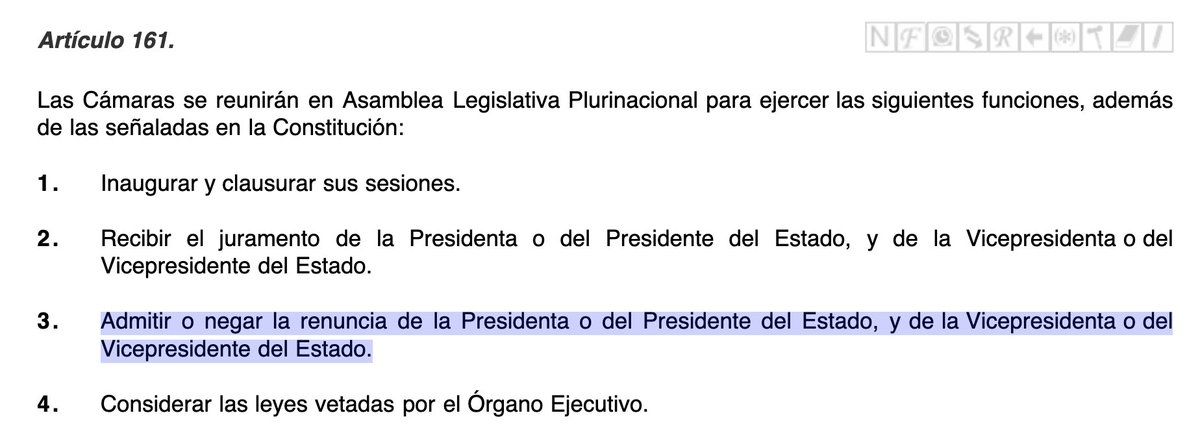 Artículo 161.
Las Cámaras se reunirán en Asamblea Legislativa Plurinacional para ejercer las siguientes funciones, además
de las señaladas en la Constitución:
1. Inaugurar y clausurar sus sesiones.
2. Recibir el juramento de la Presidenta o del Presidente del Estado, y de la Vicepresidenta o del
Vicepresidente del Estado.
3. Admitir o negar la renuncia de la Presidenta o del Presidente del Estado, y de la Vicepresidenta o del
Vicepresidente del Estado.
4. Considerar las leyes vetadas por el Órgano Ejecutivo.